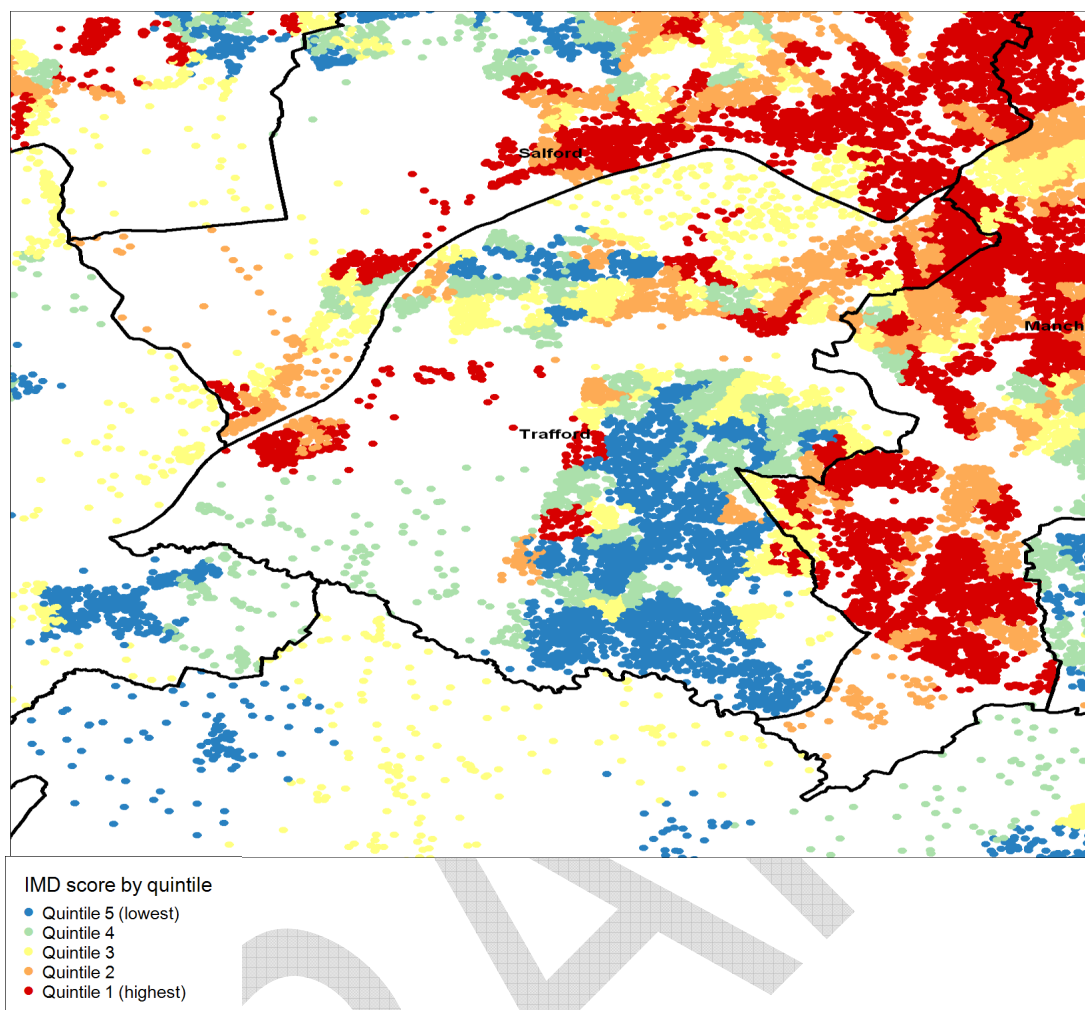 Salford
Manch
Trafford
IMD score by quintile
Quintile 5 (lowest)
Quintile 4
Quintile 3
Quintile 2
Quintile 1 (highest)